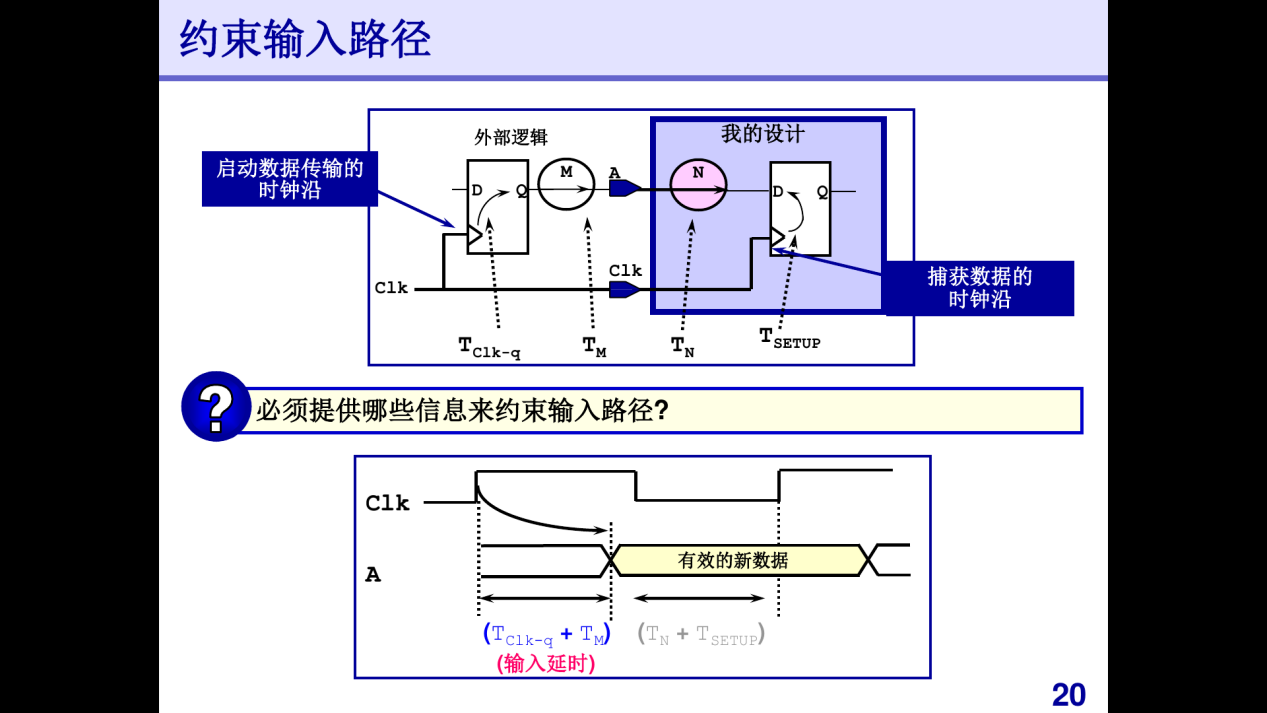 约束输入路径
外部逻辑
我的设计
启动数据传输的
时钟沿
D
Q
M
A
N
D
Q
Clk
Clk
捕获数据的
时钟沿
TClk-q
TM
TN
TSETUP
? 必须提供哪些信息来约束输入路径?
Clk
A
有效的新数据
(TClk-q + TM)
(TN + TSETUP)
(输入延时)
20